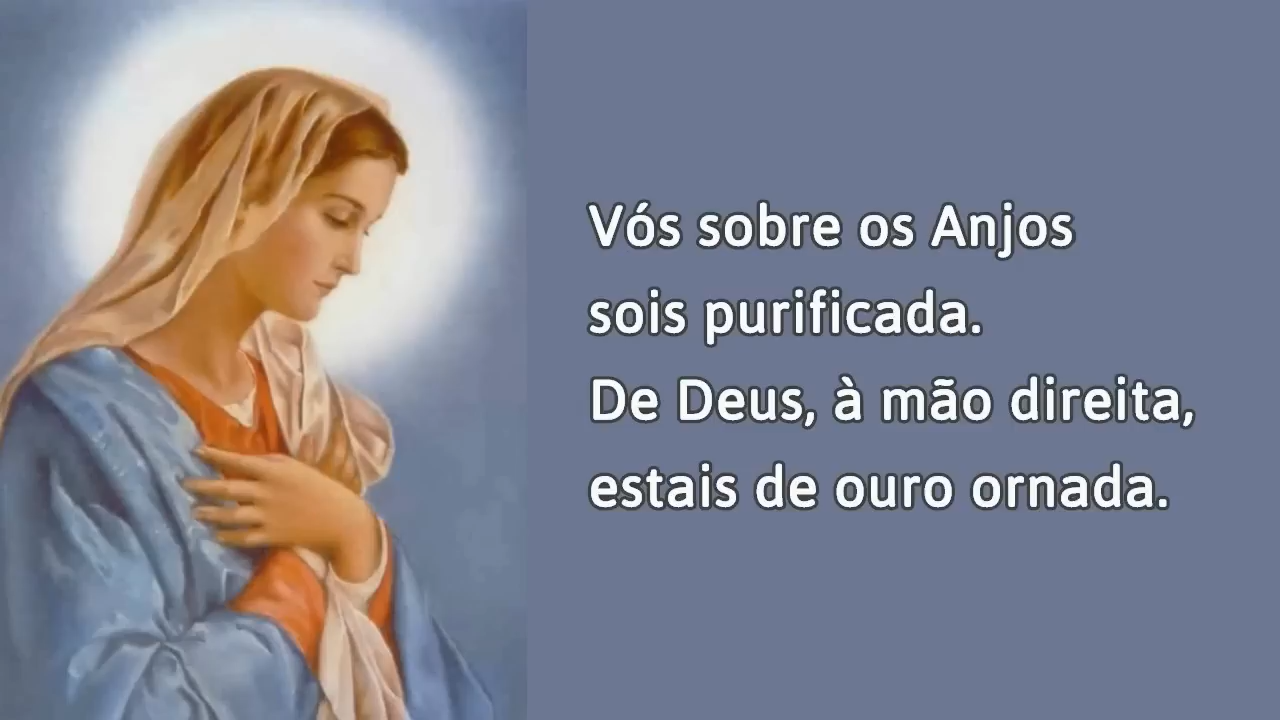 Vós sobre os Anjos
sois purificada.
De Deus, à mão direita,
estais de ouro ornada.